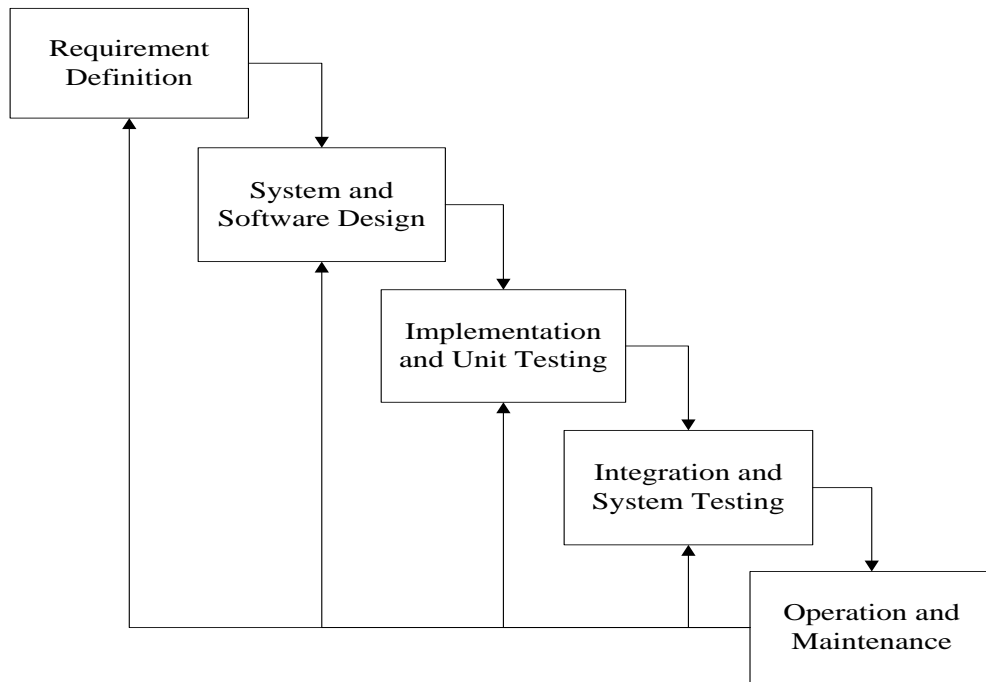 Requirement
Definition
System and
Software Design
Implementation
and Unit Testing
Integration and
System Testing
Operation and
Maintenance